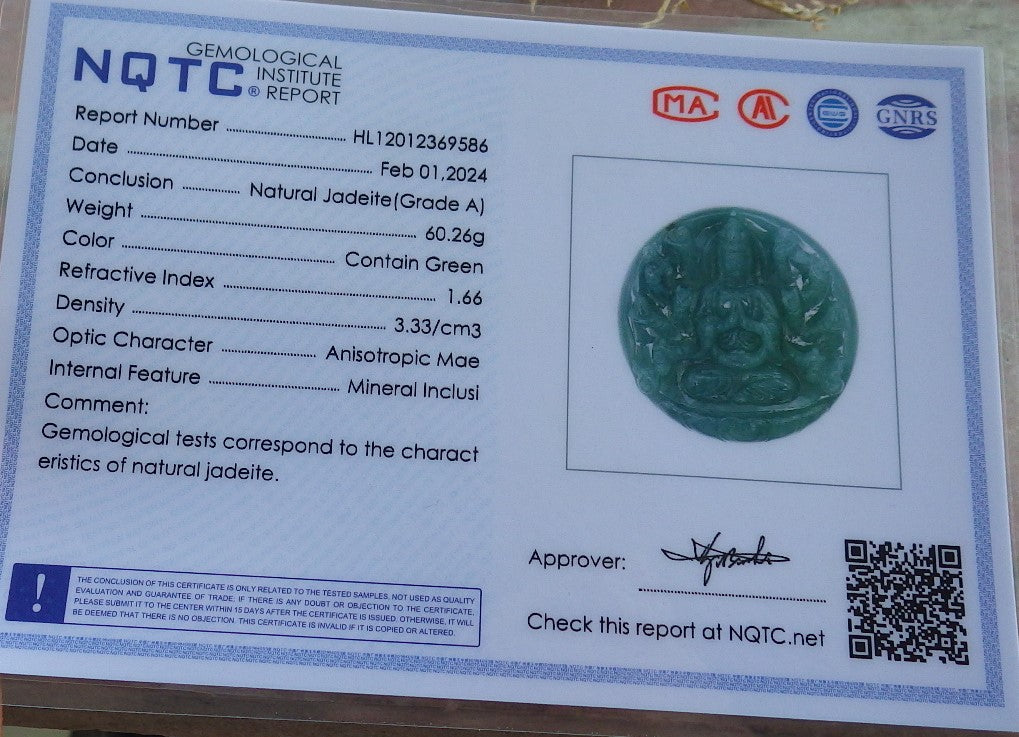 NQTC®
GEMOLOGICAL
INSTITUTE
REPORT
Report Number ........ HL12012369586
Date ........ Feb 01,2024
Conclusion ........ Natural Jadeite(Grade A)
Weight ........ 60.26g
Color ........ Contain Green
Refractive Index ........ 1.66
Density ........ 3.33/cm3
Optic Character ........ Anisotropic Mae
Internal Feature ........ Mineral Inclusi
Comment:
Gemological tests correspond to the charact
eristics of natural jadeite.
!
THE CONCLUSION OF THIS CERTIFICATE IS ONLY RELATED TO THE TESTED SAMPLES, NOT USED AS QUALITY
EVALUATION AND GUARANTEE OF TRADE. IF THERE IS ANY DOUBT OR OBJECTION TO THE CERTIFICATE,
PLEASE SUBMIT IT TO THE CENTER WITHIN 15 DAYS AFTER THE CERTIFICATE IS ISSUED. OTHERWISE, IT WILL
BE DEEMED THAT THERE IS NO OBJECTION. THIS CERTIFICATE IS INVALID IF IT IS COPIED OR ALTERED.
MA
GNRS
Approver:
Check this report at NQTC.net